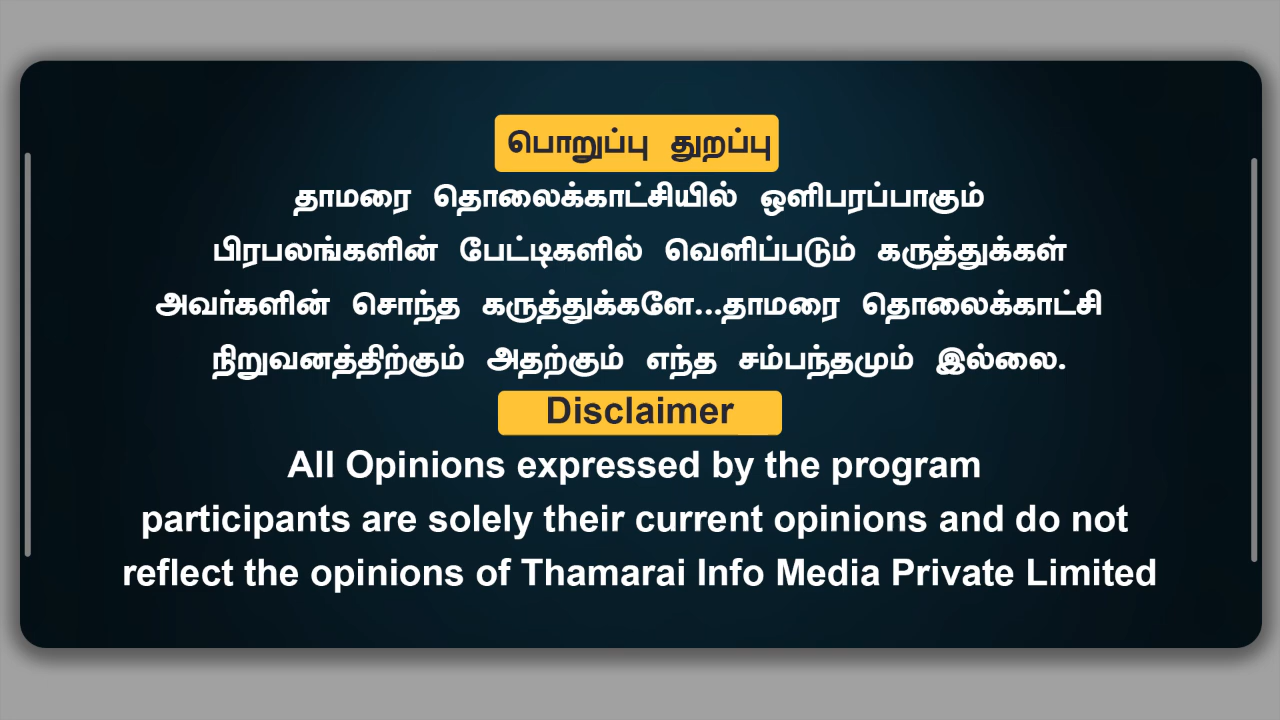 பொறுப்பு துறப்பு
தாமரை தொலைக்காட்சியில் ஒளிபரப்பாகும்
பிரபலங்களின் பேட்டிகளில் வெளிப்படும் கருத்துக்கள்
அவர்களின் சொந்த கருத்துக்களே...தாமரை தொலைக்காட்சி
நிறுவனத்திற்கும் அதற்கும் எந்த சம்பந்தமும் இல்லை.
Disclaimer
All Opinions expressed by the program
participants are solely their current opinions and do not
reflect the opinions of Thamarai Info Media Private Limited